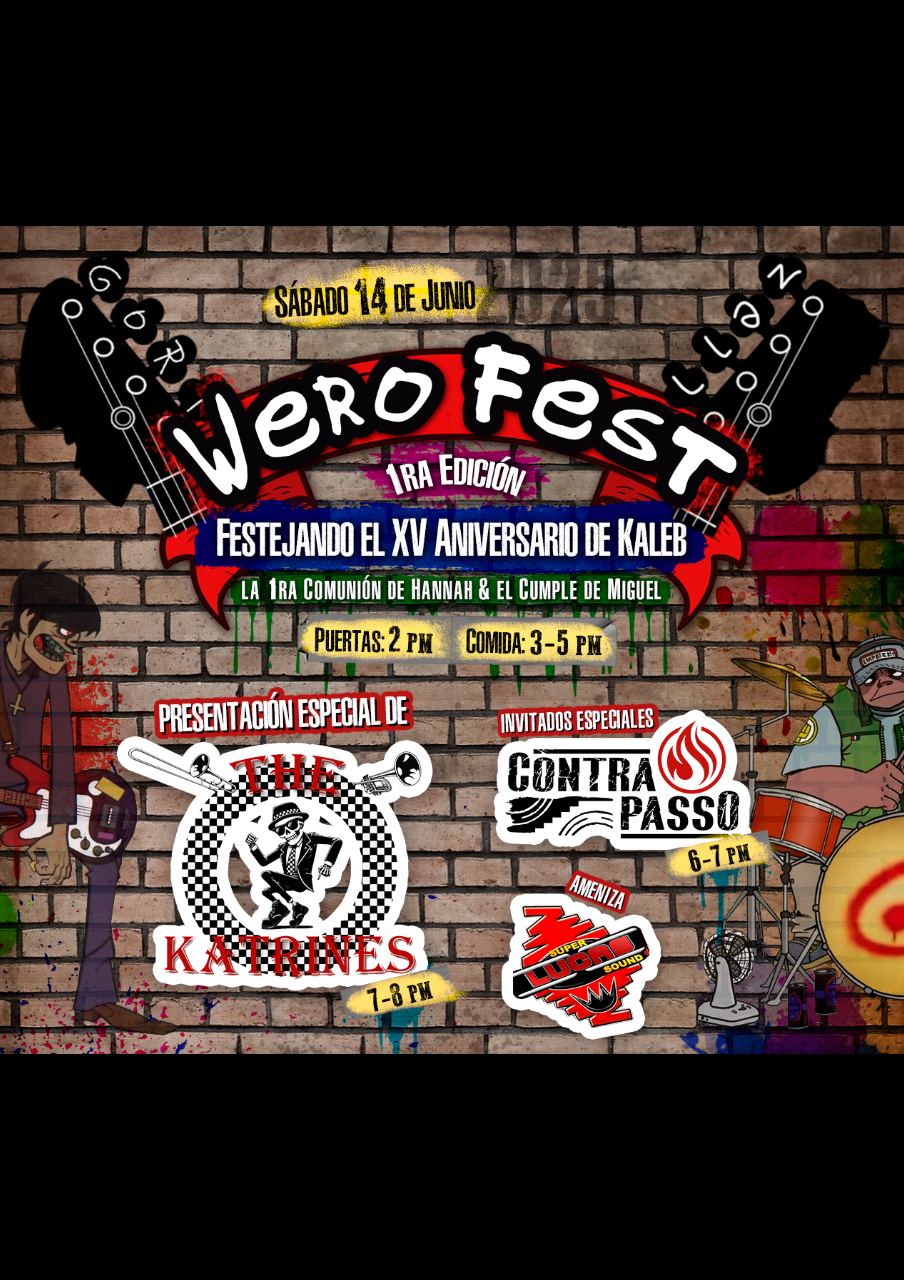 SÁBADO 14 DE JUNIO 2025
GARI
LLAN
WERO FEST
1RA EDICIÓN
FESTEJANDO EL XV ANIVERSARIO DE KALEB
LA 1RA COMUNIÓN DE HANNAH & EL CUMPLE DE MIGUEL
PUERTAS: 2 PM
COMIDA: 3-5 PM
PRESENTACIÓN ESPECIAL DE
THE
KATRINES
7-8 PM
INVITADOS ESPECIALES
CONTRA
PASSO
6-7 PM
AMENIZA
SUPER
LUCAS
SOUND